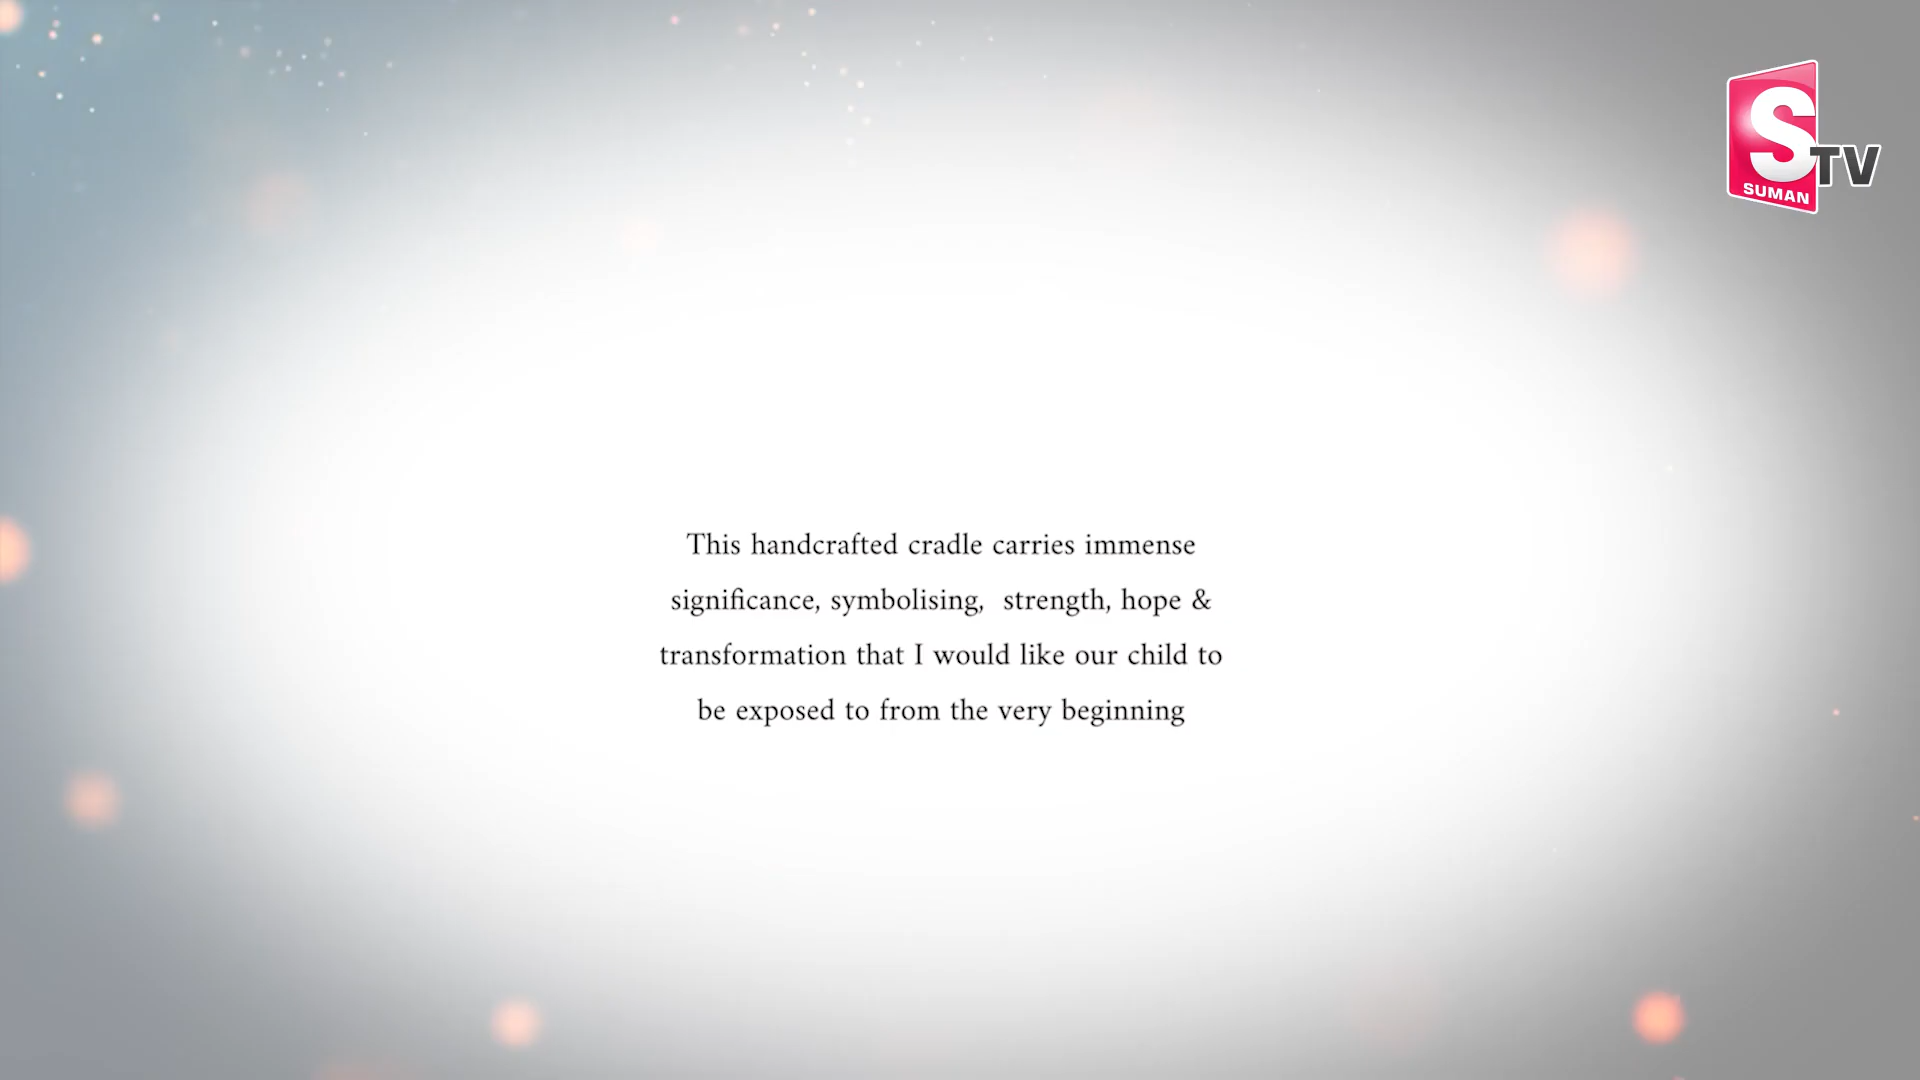 S
TV
SUMAN
This handcrafted cradle carries immense
significance, symbolising,  strength, hope &
transformation that I would like our child to
be exposed to from the very beginning